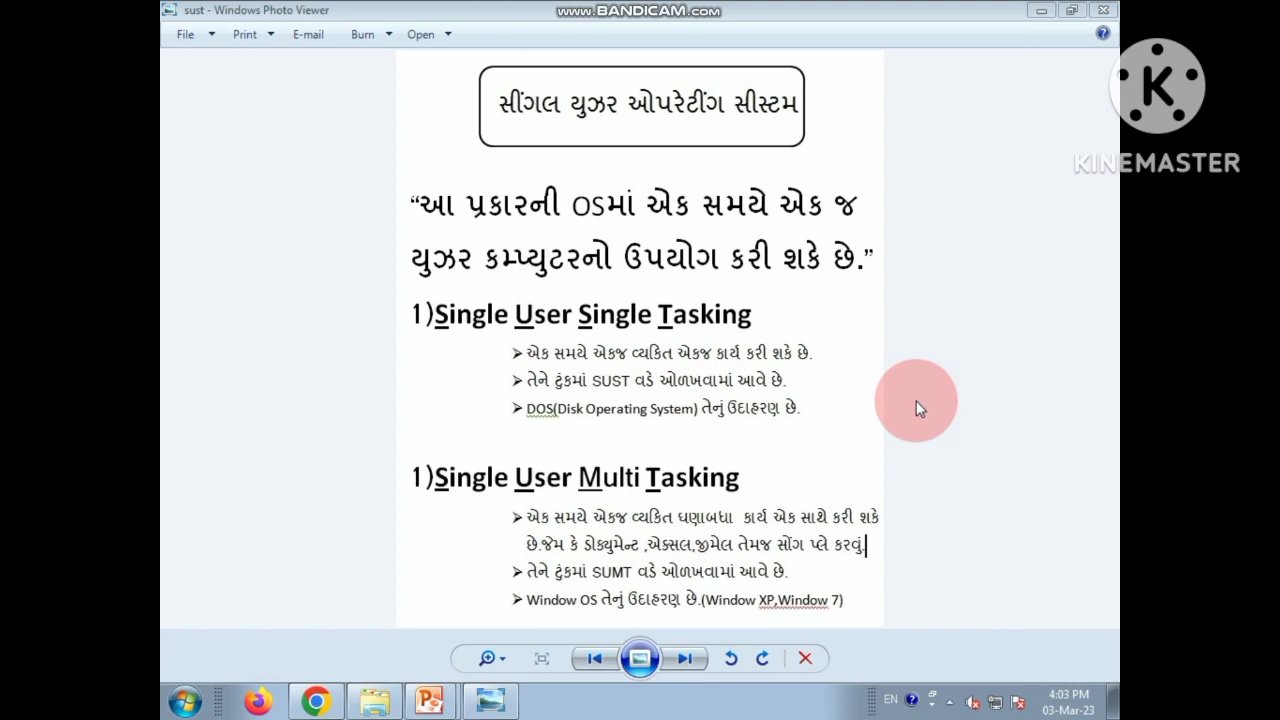 sust - Windows Photo Viewer
www.BANDICAM.com
File Print E-mail Burn Open
KINEMASTER
સીંગલ યુઝર ઓપરેટીંગ સીસ્ટમ
“આ પ્રકારની OSમાં એક સમયે એક જ
યુઝર કમ્પ્યુટરનો ઉપયોગ કરી શકે છે.”
1)Single User Single Tasking
➢એક સમયે એકજ વ્યકિત એકજ કાર્ય કરી શકે છે.
➢તેને ટુંકમાં SUST વડે ઓળખવામાં આવે છે.
➢DOS(Disk Operating System) તેનું ઉદાહરણ છે.
1)Single User Multi Tasking
➢એક સમયે એકજ વ્યકિત ઘણાબધા કાર્ય એક સાથે કરી શકે
છે.જેમ કે ડોક્યુમેન્ટ ,એક્સલ,જીમેલ તેમજ સોંગ પ્લે કરવું.
➢તેને ટુંકમાં SUMT વડે ઓળખવામાં આવે છે.
➢Window OS તેનું ઉદાહરણ છે.(Window XP,Window 7)
EN
4:03 PM
03-Mar-23